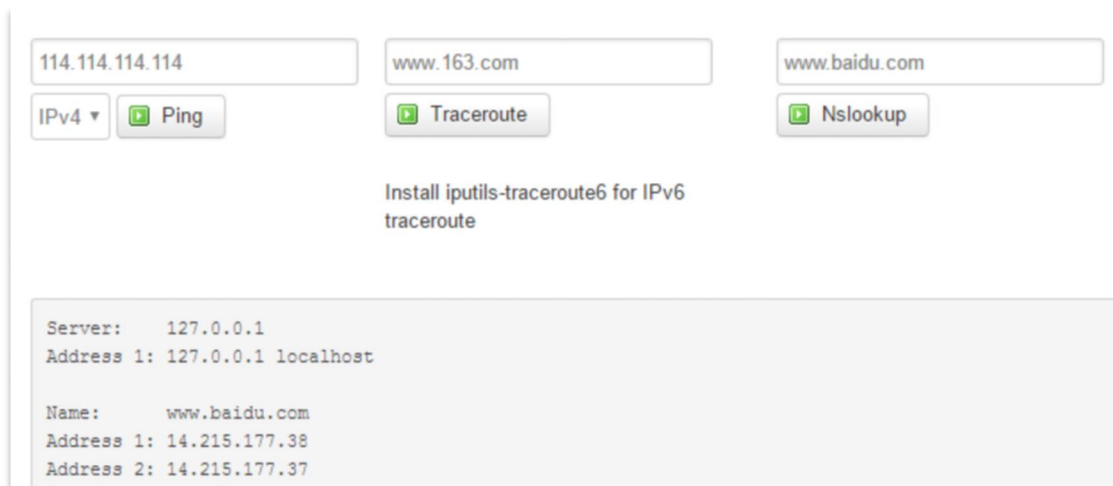 114.114.114.114
www.163.com
www.baidu.com
IPv4 Ping
Traceroute
Nslookup
Install iputils-traceroute6 for IPv6
traceroute
Server: 127.0.0.1
Address 1: 127.0.0.1 localhost
Name: www.baidu.com
Address 1: 14.215.177.38
Address 2: 14.215.177.37